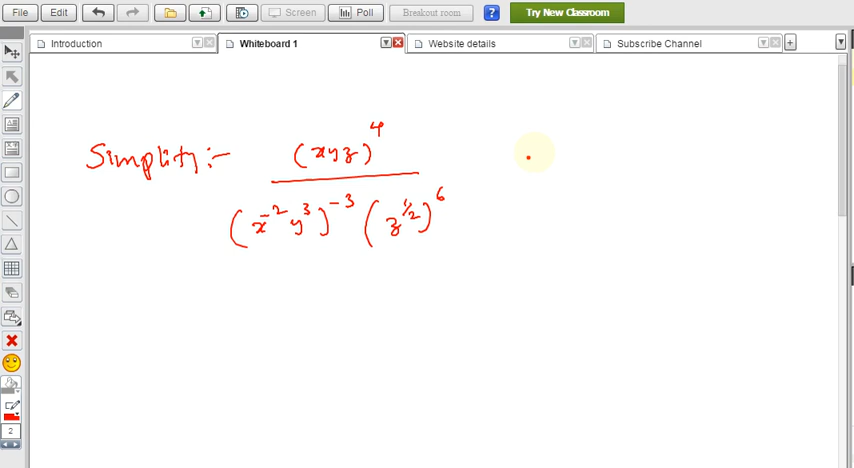 File Edit Screen Poll Breakout room ? Try New Classroom
Introduction Whiteboard 1 Website details Subscribe Channel +
Simplify :- (xyz)^4
(x^-2 y^3)^-3 (z^1/2)^6
2